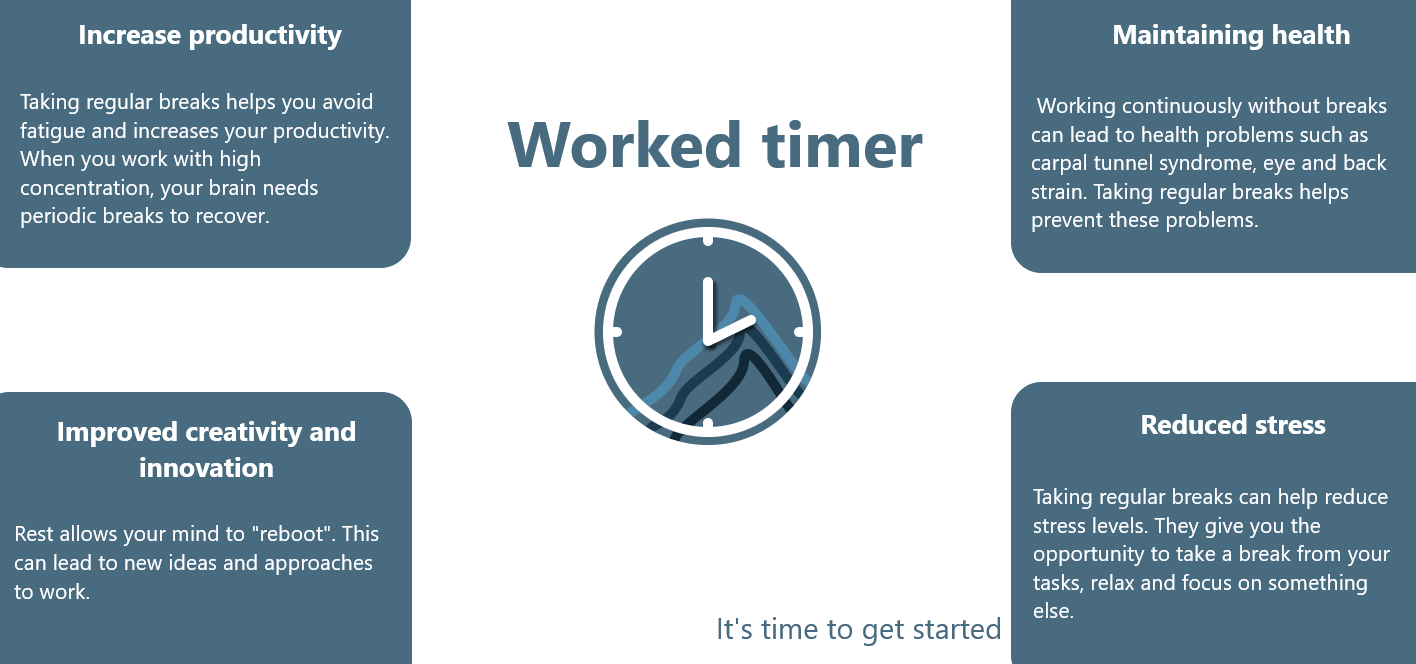 Increase productivity
Taking regular breaks helps you avoid
fatigue and increases your productivity.
When you work with high
concentration, your brain needs
periodic breaks to recover.
Worked timer
Maintaining health
Working continuously without breaks
can lead to health problems such as
carpal tunnel syndrome, eye and back
strain. Taking regular breaks helps
prevent these problems.
Improved creativity and
innovation
Rest allows your mind to "reboot". This
can lead to new ideas and approaches
to work.
Reduced stress
Taking regular breaks can help reduce
stress levels. They give you the
opportunity to take a break from your
tasks, relax and focus on something
else.
It's time to get started